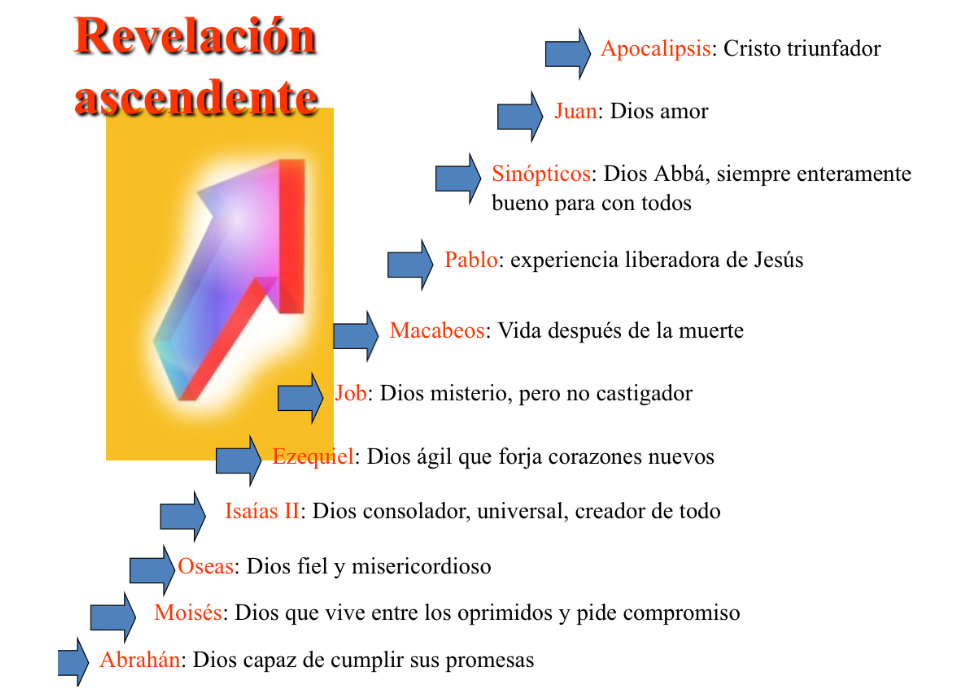 Revelación
ascendente
Apocalipsis: Cristo triunfador
Juan: Dios amor
Sinópticos: Dios Abbá, siempre enteramente
bueno para con todos
Pablo: experiencia liberadora de Jesús
Macabeos: Vida después de la muerte
Job: Dios misterio, pero no castigador
Ezequiel: Dios ágil que forja corazones nuevos
Isaías II: Dios consolador, universal, creador de todo
Oseas: Dios fiel y misericordioso
Moisés: Dios que vive entre los oprimidos y pide compromiso
Abrahán: Dios capaz de cumplir sus promesas